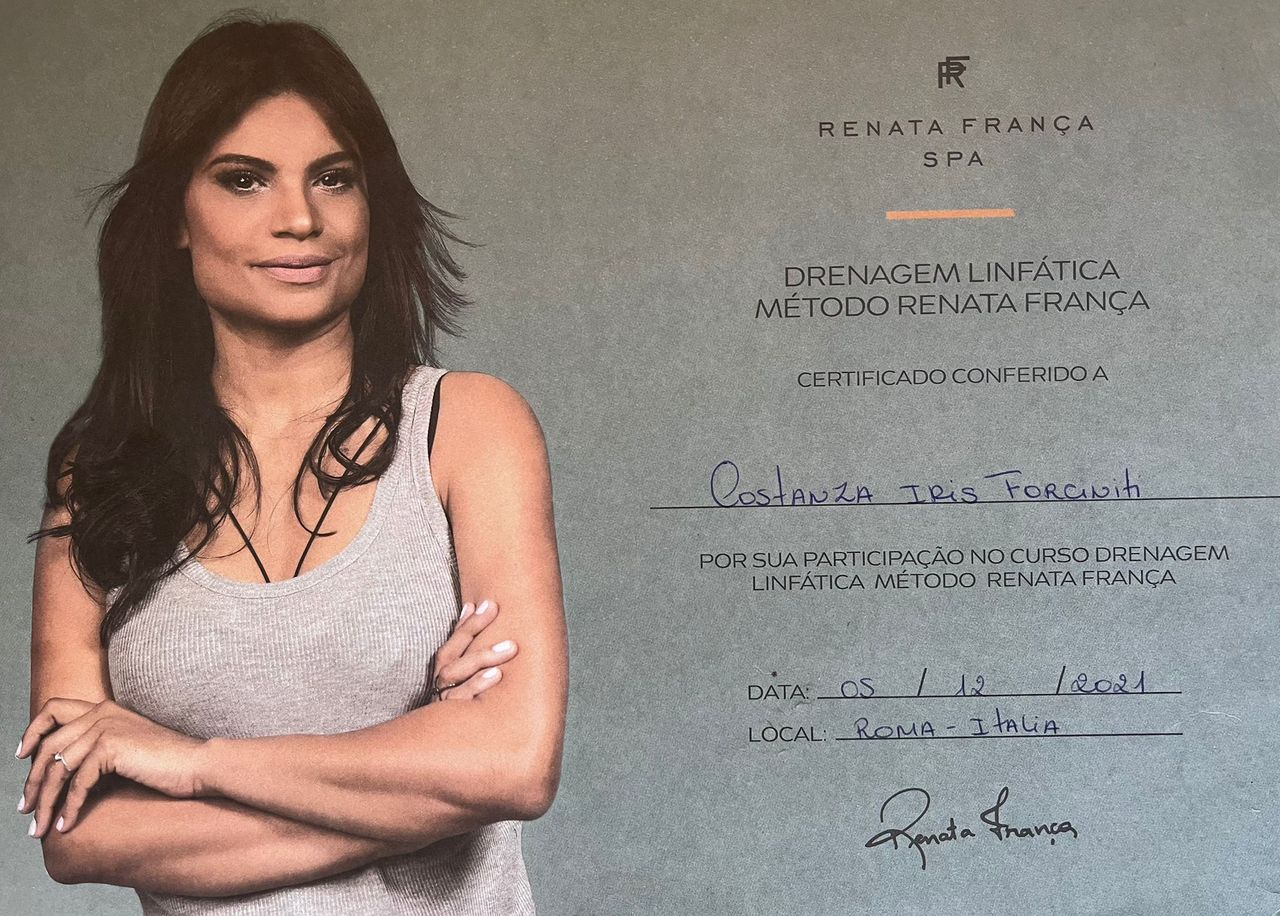 RF
RENATA FRANÇA
SPA
DRENAGEM LINFÁTICA
MÉTODO RENATA FRANÇA
CERTIFICADO CONFERIDO A
Costanza Iris Forciniti
POR SUA PARTICIPAÇÃO NO CURSO DRENAGEM
LINFÁTICA MÉTODO RENATA FRANÇA
DATA: 05 / 12 / 2021
LOCAL: ROMA - ITALIA
Renata França